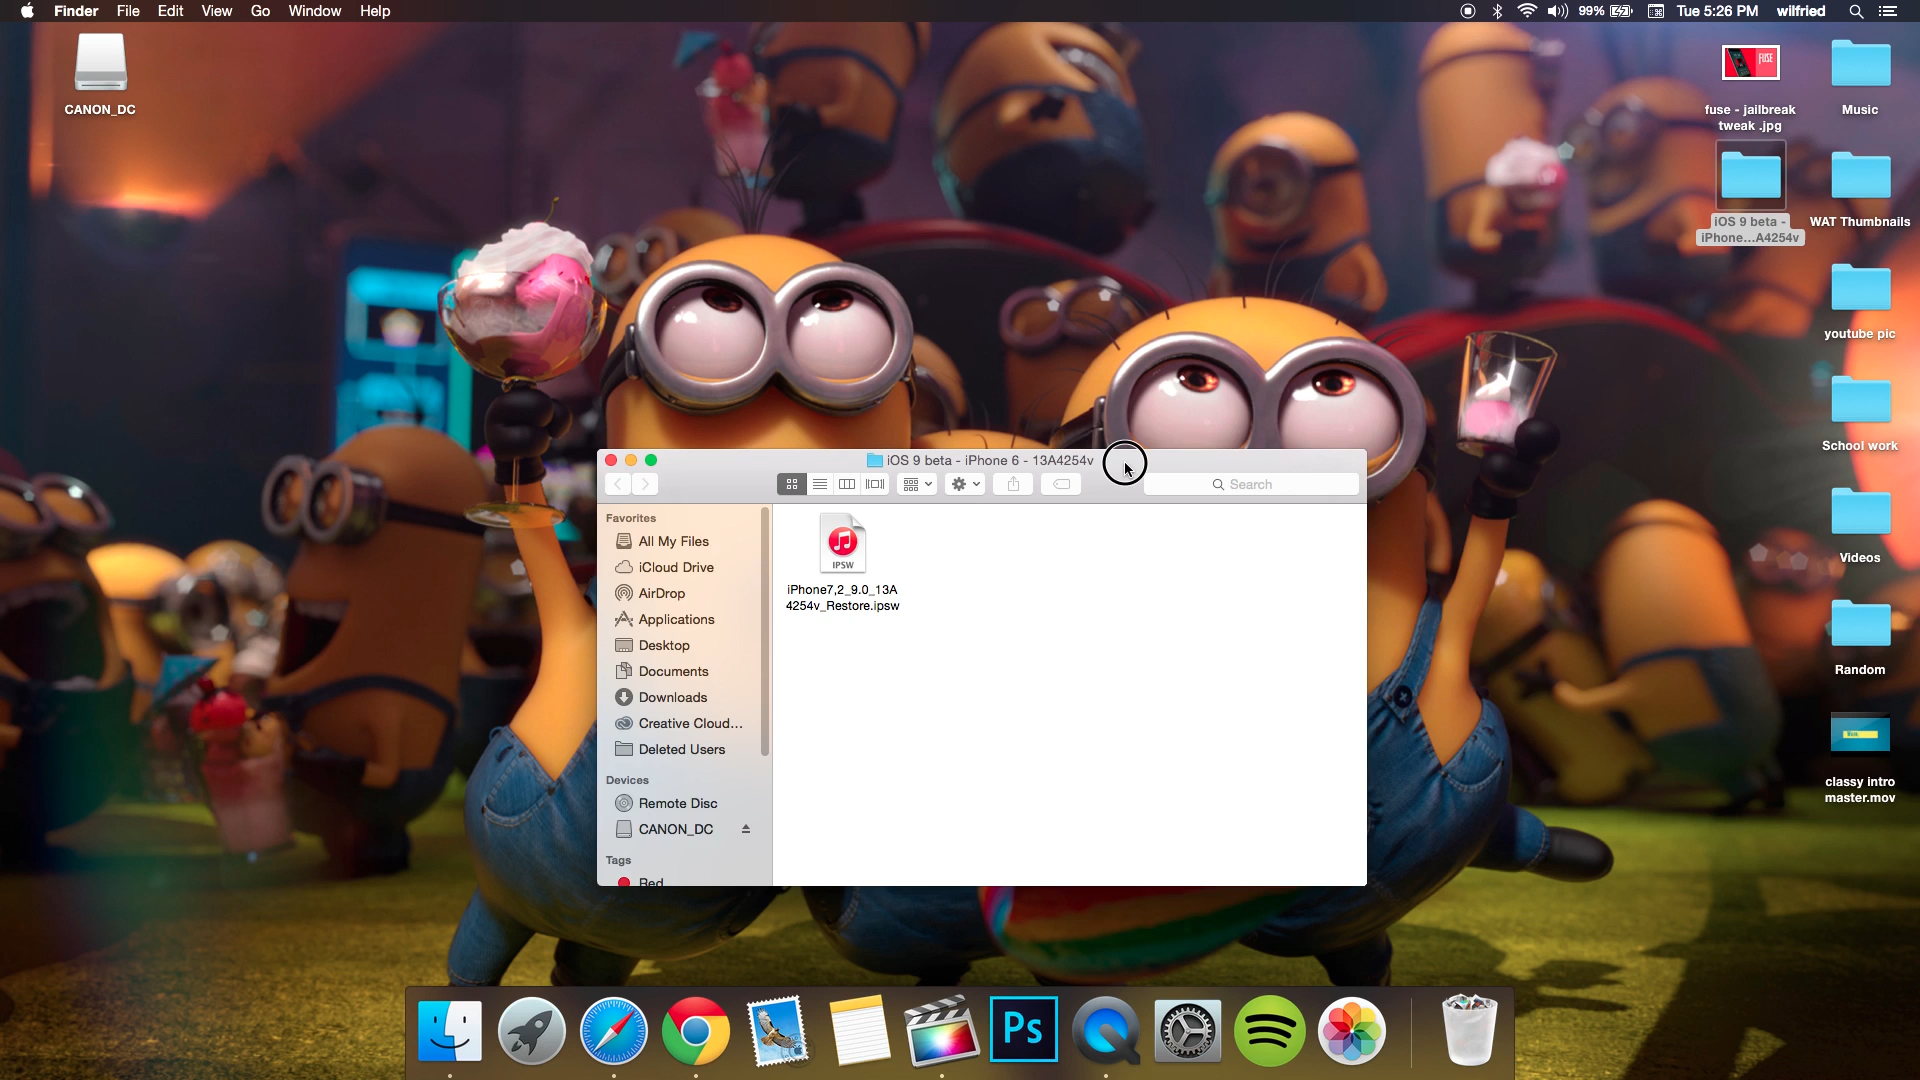 Finder File Edit View Go Window Help
99% Tue 5:26 PM wilfried
CANON_DC
FUSE
fuse - jailbreak
tweak .jpg
Music
iOS 9 beta -
iPhone...A4254v
WAT Thumbnails
youtube pic
School work
Videos
Random
classy intro
master.mov
iOS 9 beta - iPhone 6 - 13A4254v
Search
Favorites
All My Files
iCloud Drive
AirDrop
Applications
Desktop
Documents
Downloads
Creative Cloud...
Deleted Users
Devices
Remote Disc
CANON_DC
Tags
Red
IPSW
iPhone7,2_9.0_13A
4254v_Restore.ipsw
Ps